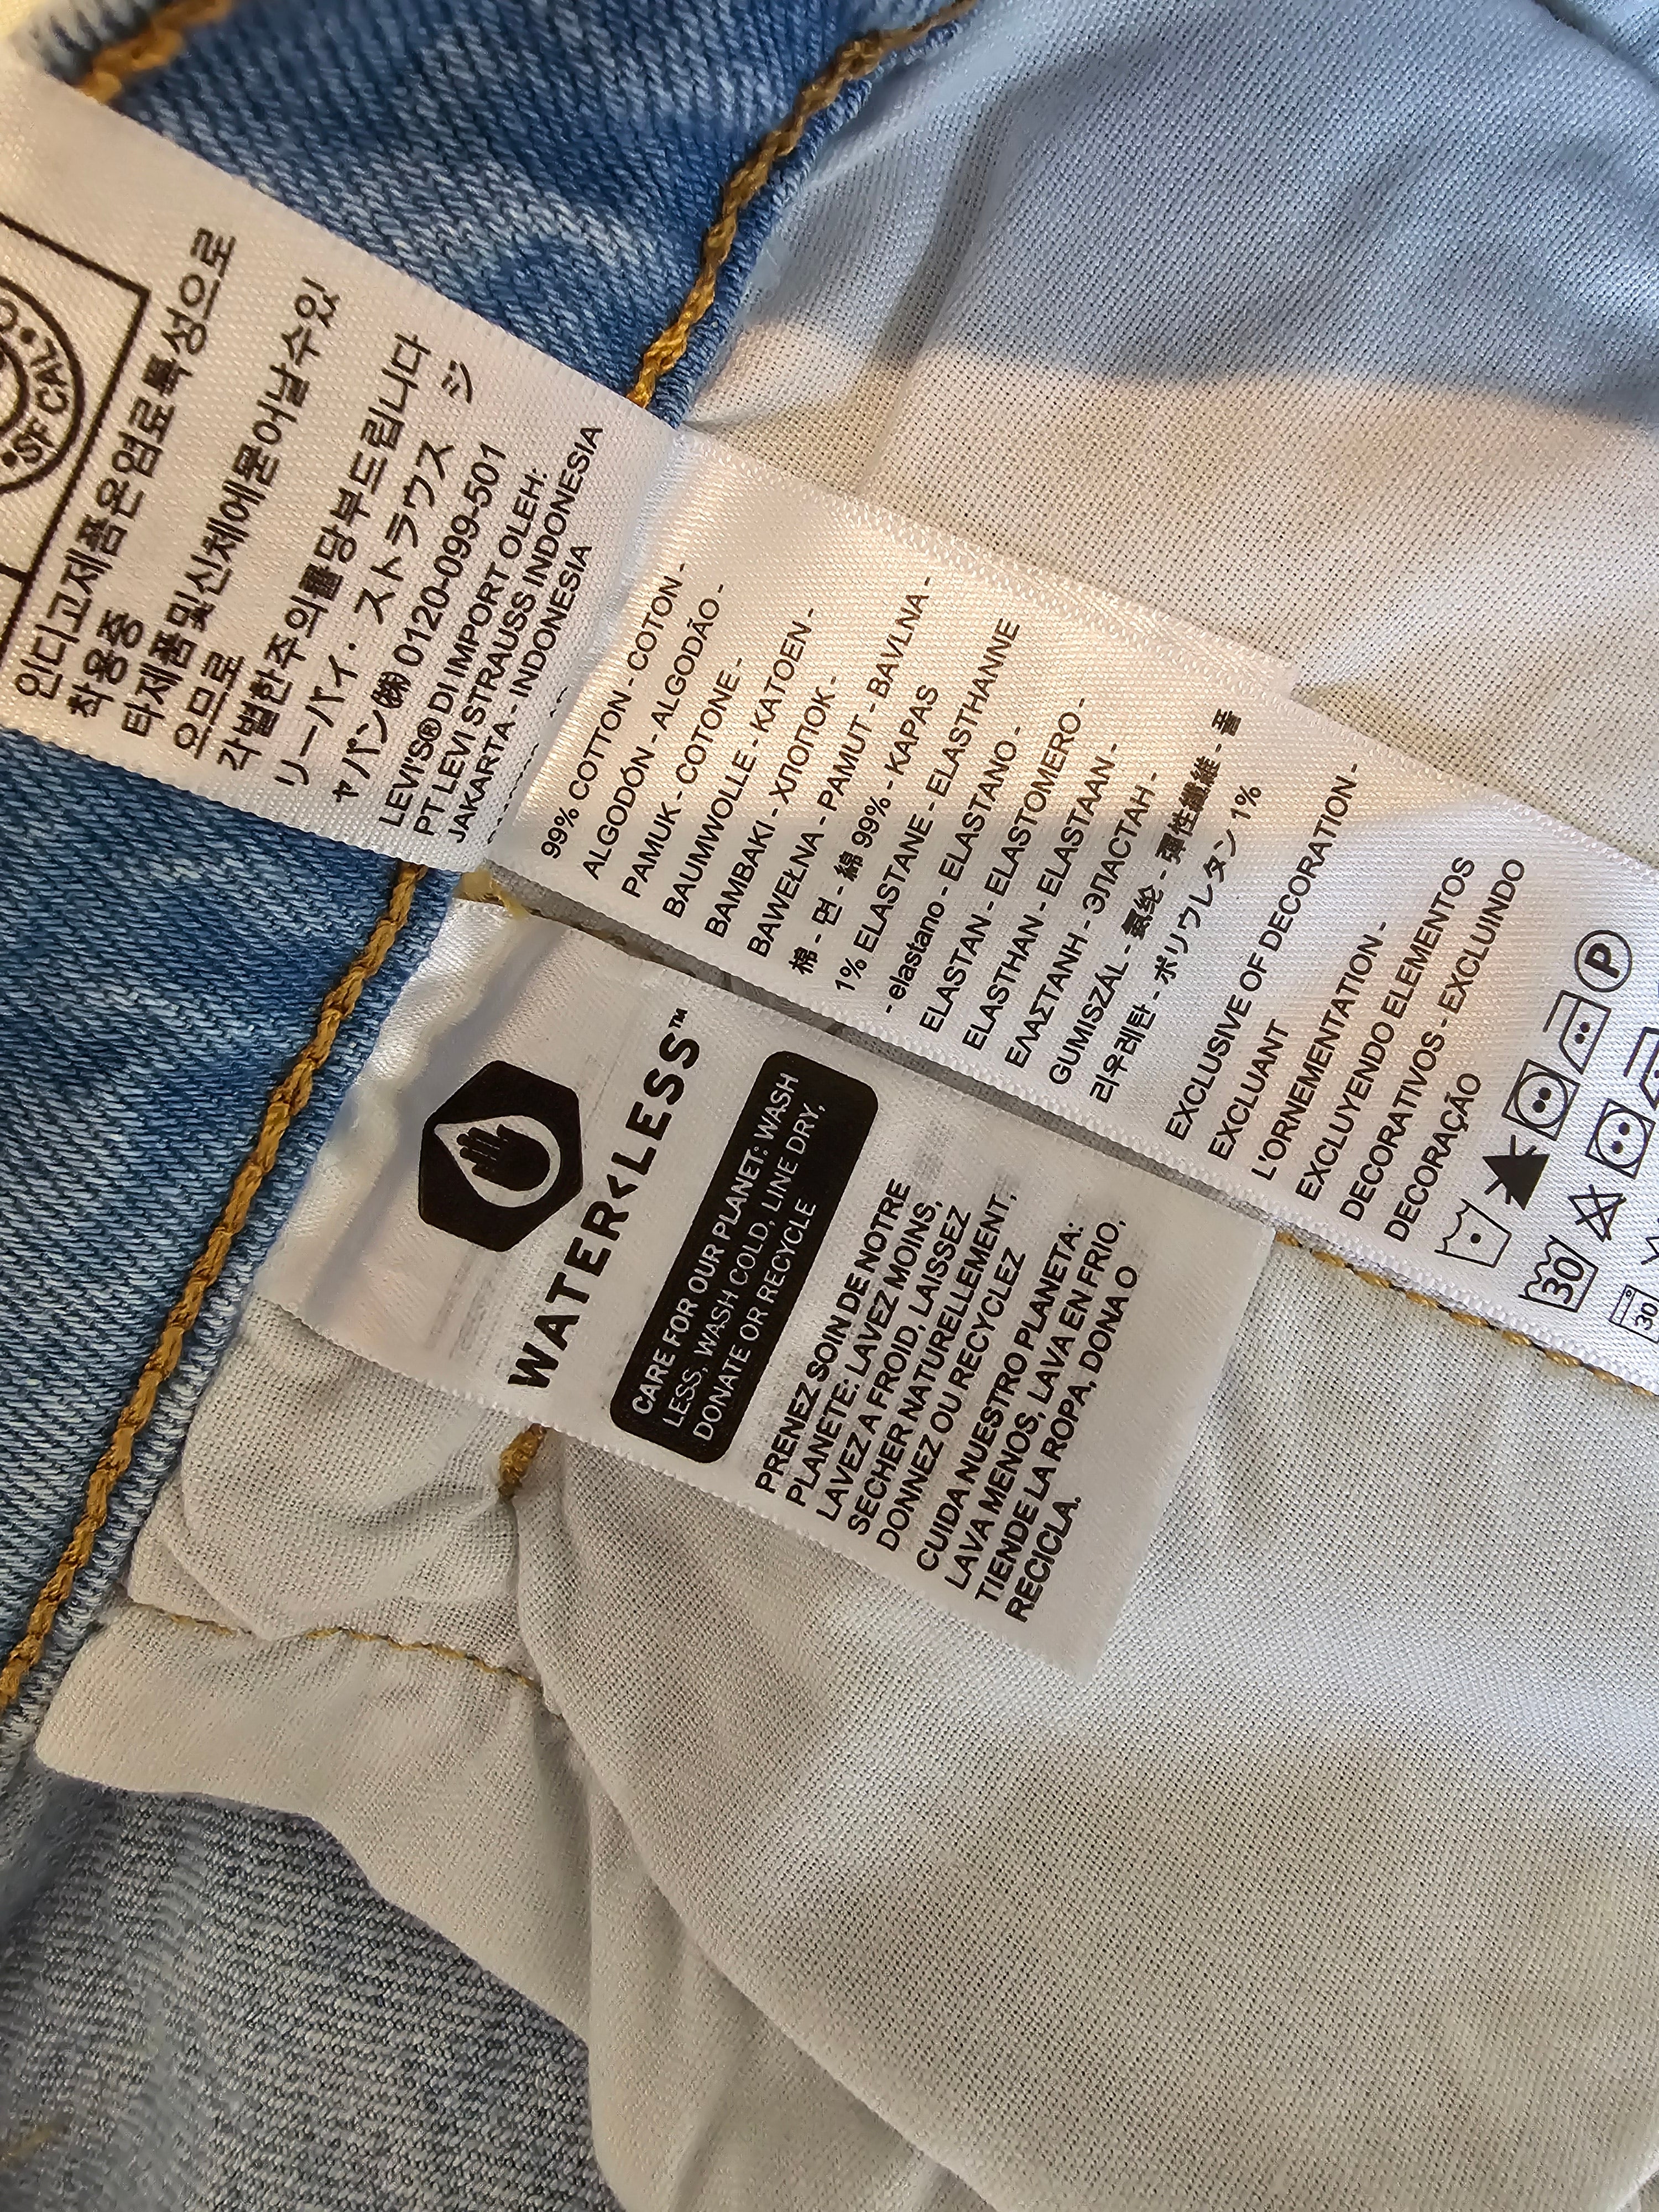 SF CALIF
인디고제품은염료특성으로
착용중
타제품및신체에물어날수있
으므로
각별한주의를당부드립니다
リーバイ・ストラウス ジ
ャパン㈱ 0120-099-501
LEVI'S® DI IMPORT OLEH:
PT LEVI STRAUSS INDONESIA
JAKARTA - INDONESIA
99% COTTON - COTON -
ALGODÓN - ALGODÃO -
PAMUK - COTONE -
BAUMWOLLE - KATOEN -
BAMBAKI - ХЛОПОК -
BAWEŁNA - PAMUT - BAVLNA -
棉 - 면 - 綿 99% - KAPAS
1% ELASTANE - ELASTHANNE
- elastano - ELASTANO -
ELASTAN - ELASTOMERO -
ELASTHAN - ELASTAAN -
ΕΛΑΣΤΑΝΗ - ЭЛАСТАН -
GUMISZÁL - 氨纶 - 彈性纖維 - 폴
리우레탄 - ポリウレタン 1%
EXCLUSIVE OF DECORATION -
EXCLUANT
L'ORNEMENTATION -
EXCLUYENDO ELEMENTOS
DECORATIVOS - EXCLUINDO
DECORAÇÃO
P
30
30
WATER<LESS™
CARE FOR OUR PLANET: WASH
LESS, WASH COLD, LINE DRY,
DONATE OR RECYCLE
PRENEZ SOIN DE NOTRE
PLANETE: LAVEZ MOINS,
LAVEZ A FROID, LAISSEZ
SECHER NATURELLEMENT,
DONNEZ OU RECYCLEZ
CUIDA NUESTRO PLANETA:
LAVA MENOS, LAVA EN FRIO,
TIENDE LA ROPA, DONA O
RECICLA.